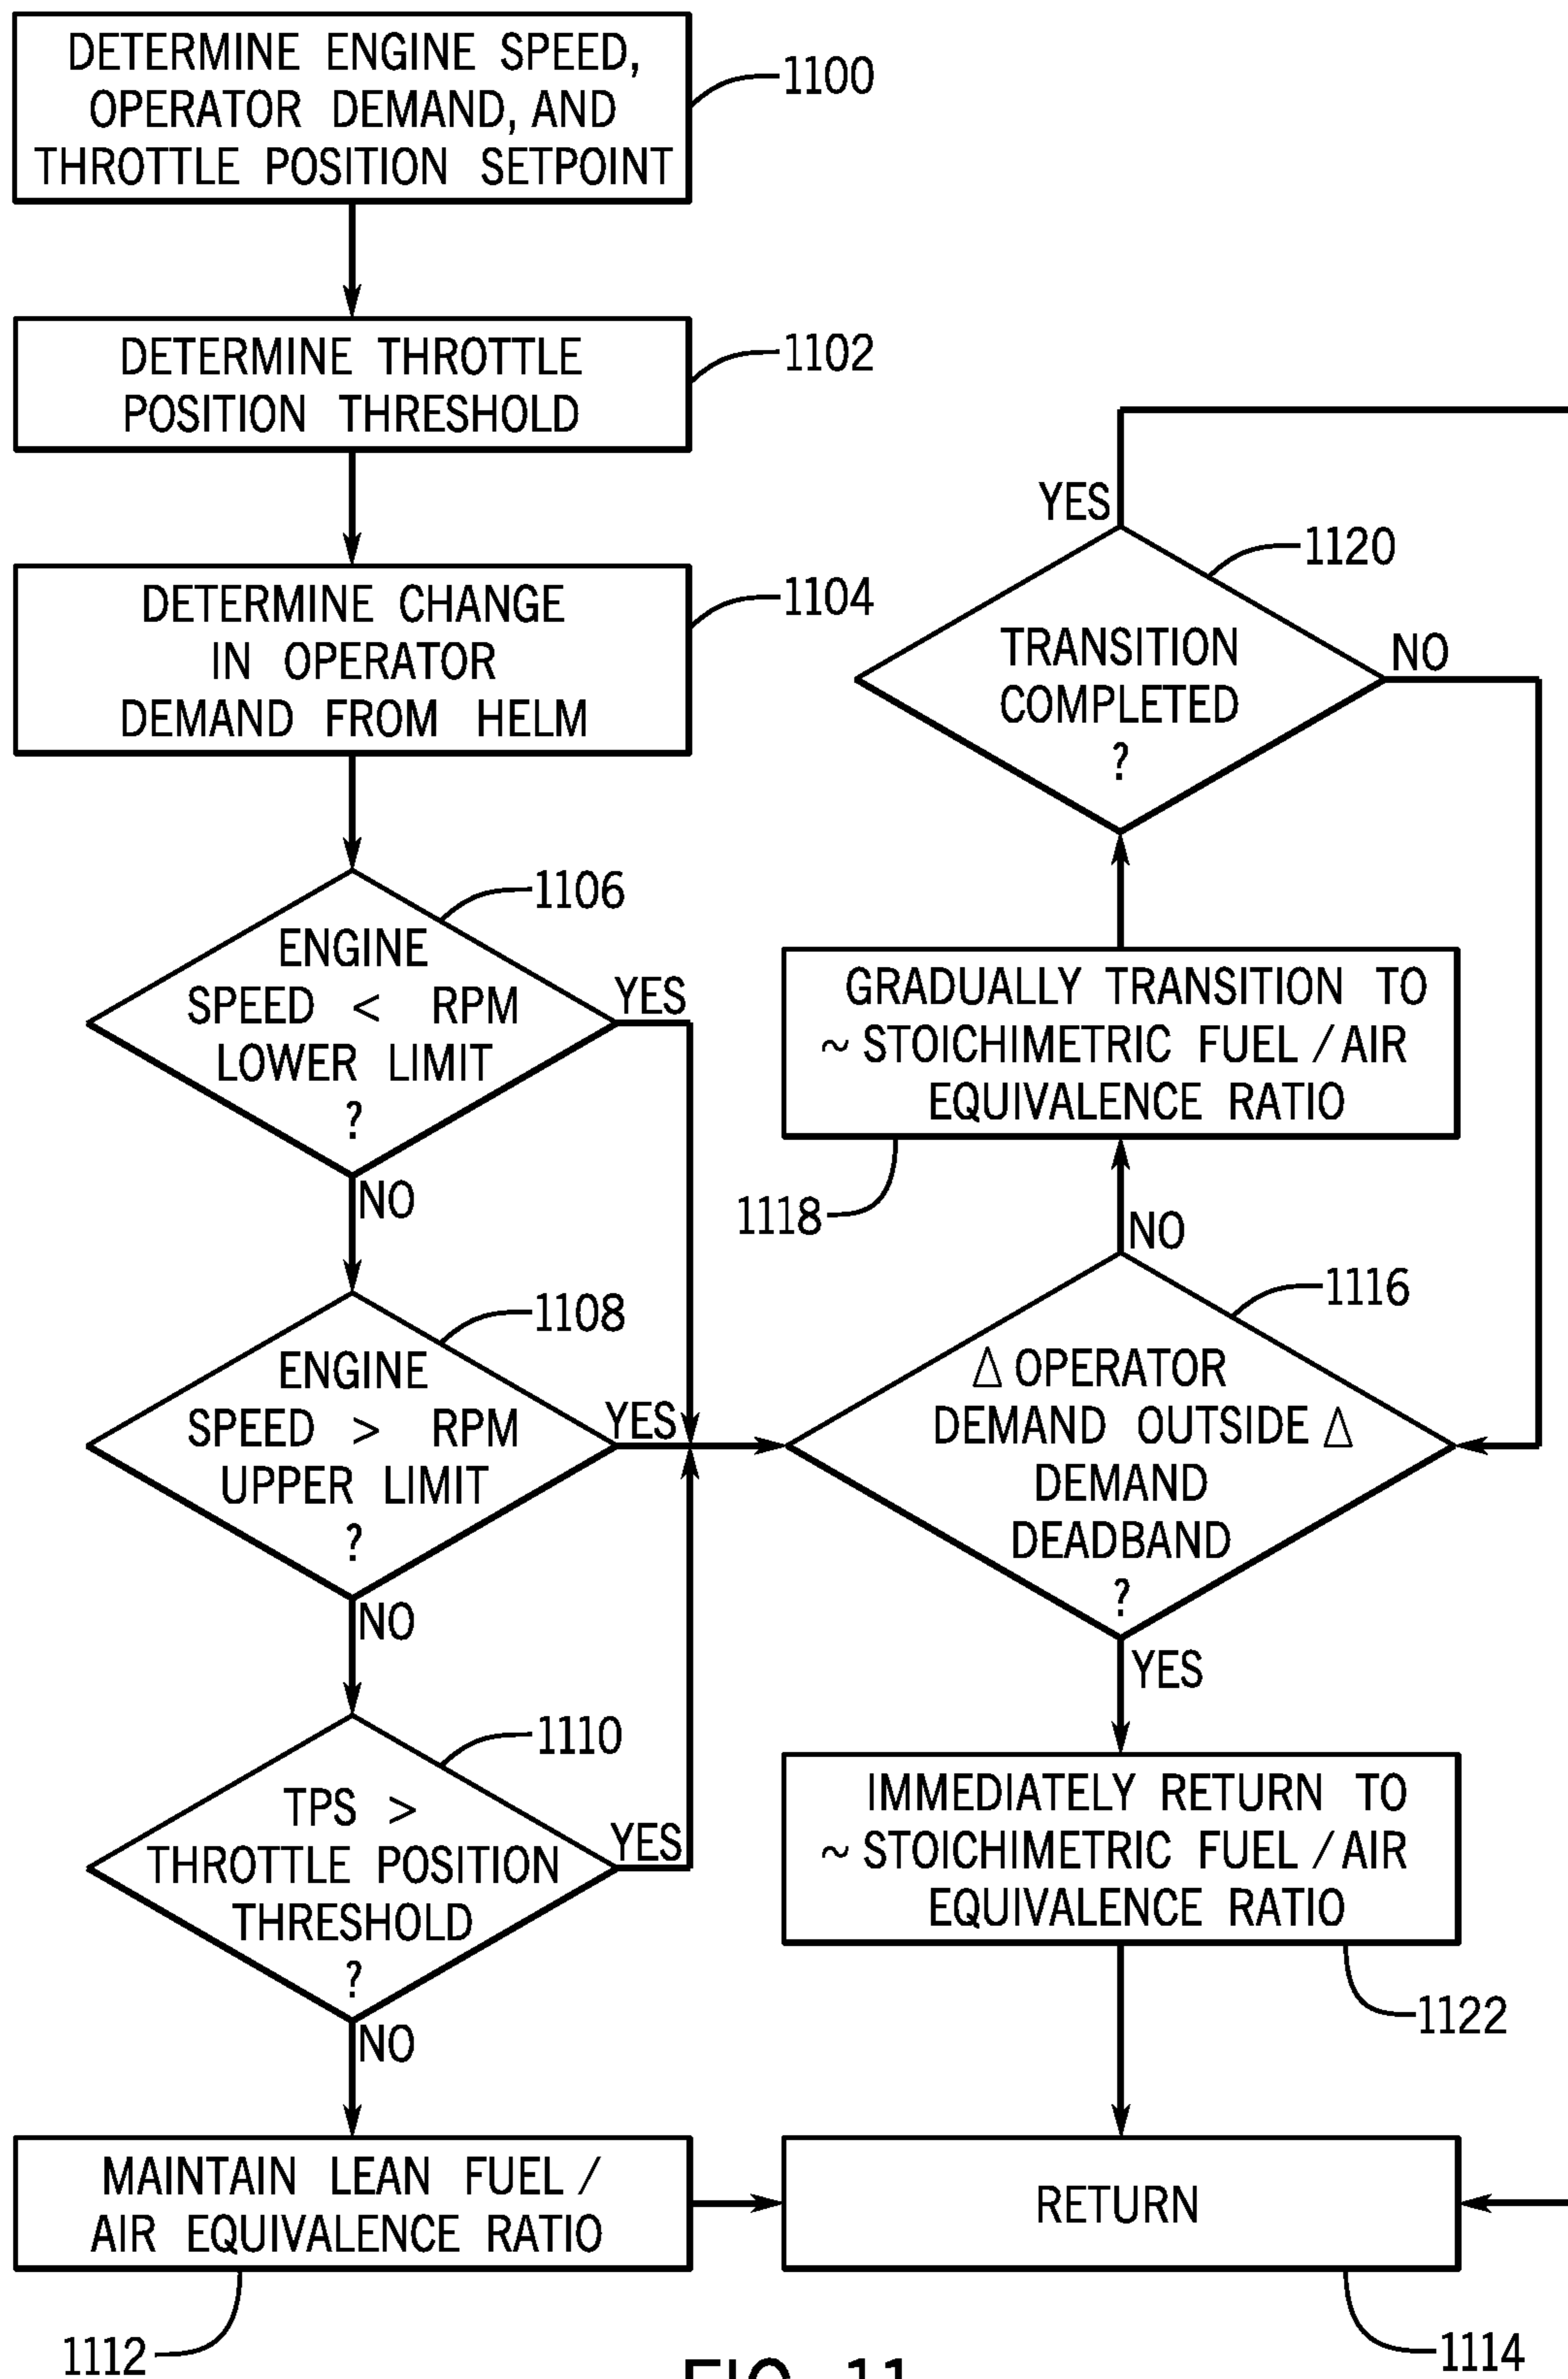 DETERMINE ENGINE SPEED,
OPERATOR DEMAND, AND
THROTTLE POSITION SETPOINT
1100
DETERMINE THROTTLE
POSITION THRESHOLD
1102
DETERMINE CHANGE
IN OPERATOR
DEMAND FROM HELM
1104
ENGINE
SPEED < RPM
LOWER LIMIT
?
1106
YES
NO
ENGINE
SPEED > RPM
UPPER LIMIT
?
1108
YES
NO
TPS >
THROTTLE POSITION
THRESHOLD
?
1110
YES
NO
MAINTAIN LEAN FUEL /
AIR EQUIVALENCE RATIO
1112
YES
1120
TRANSITION
COMPLETED
?
NO
GRADUALLY TRANSITION TO
~ STOICHIMETRIC FUEL / AIR
EQUIVALENCE RATIO
1118
NO
1116
Δ OPERATOR
DEMAND OUTSIDE Δ
DEMAND
DEADBAND
?
YES
IMMEDIATELY RETURN TO
~ STOICHIMETRIC FUEL / AIR
EQUIVALENCE RATIO
1122
RETURN
1114
FIG. 11